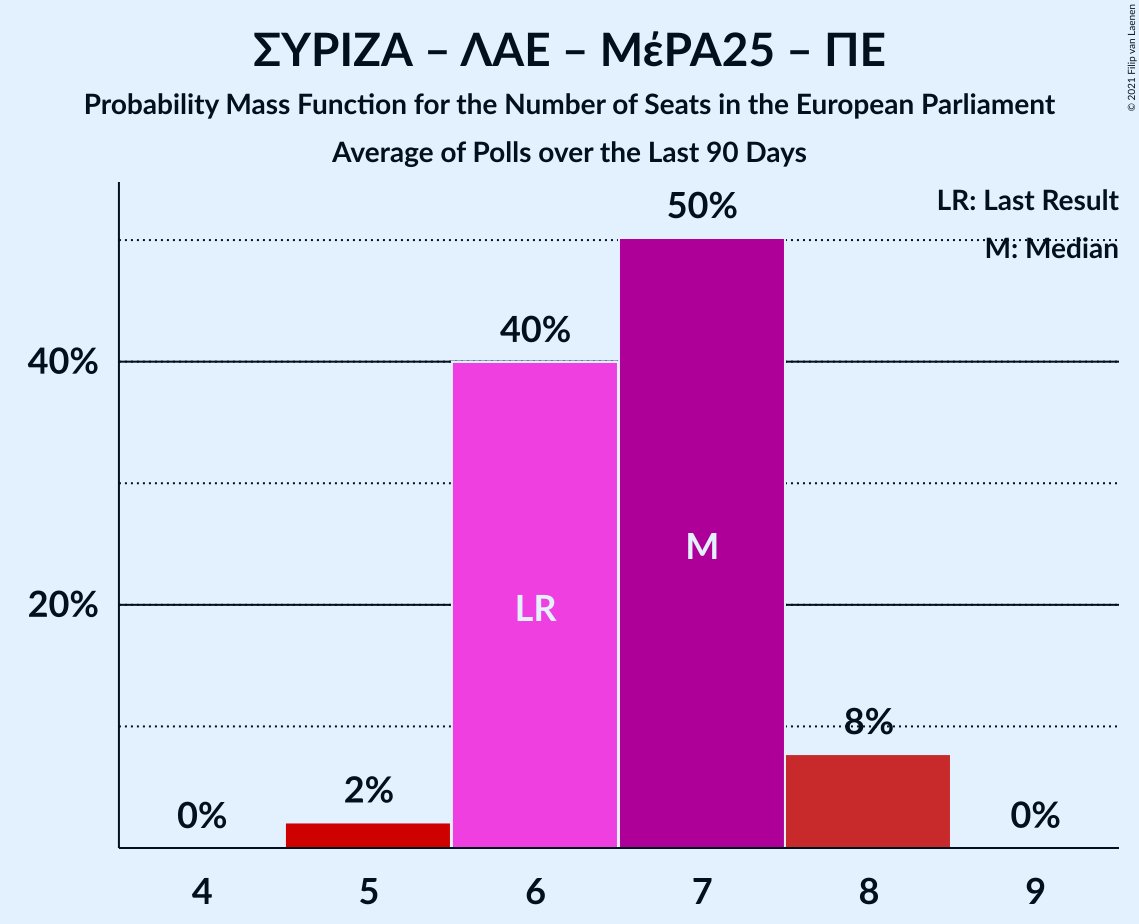 ΣΥΡΙΖΑ – ΛΑΕ – ΜέΡΑ25 – ΠΕ
Probability Mass Function for the Number of Seats in the European Parliament
Average of Polls over the Last 90 Days
© 2021 Filip van Laenen
LR: Last Result
M: Median
50%
40%
40%
20%
LR
M
8%
2%
0%
0%
4 5 6 7 8 9